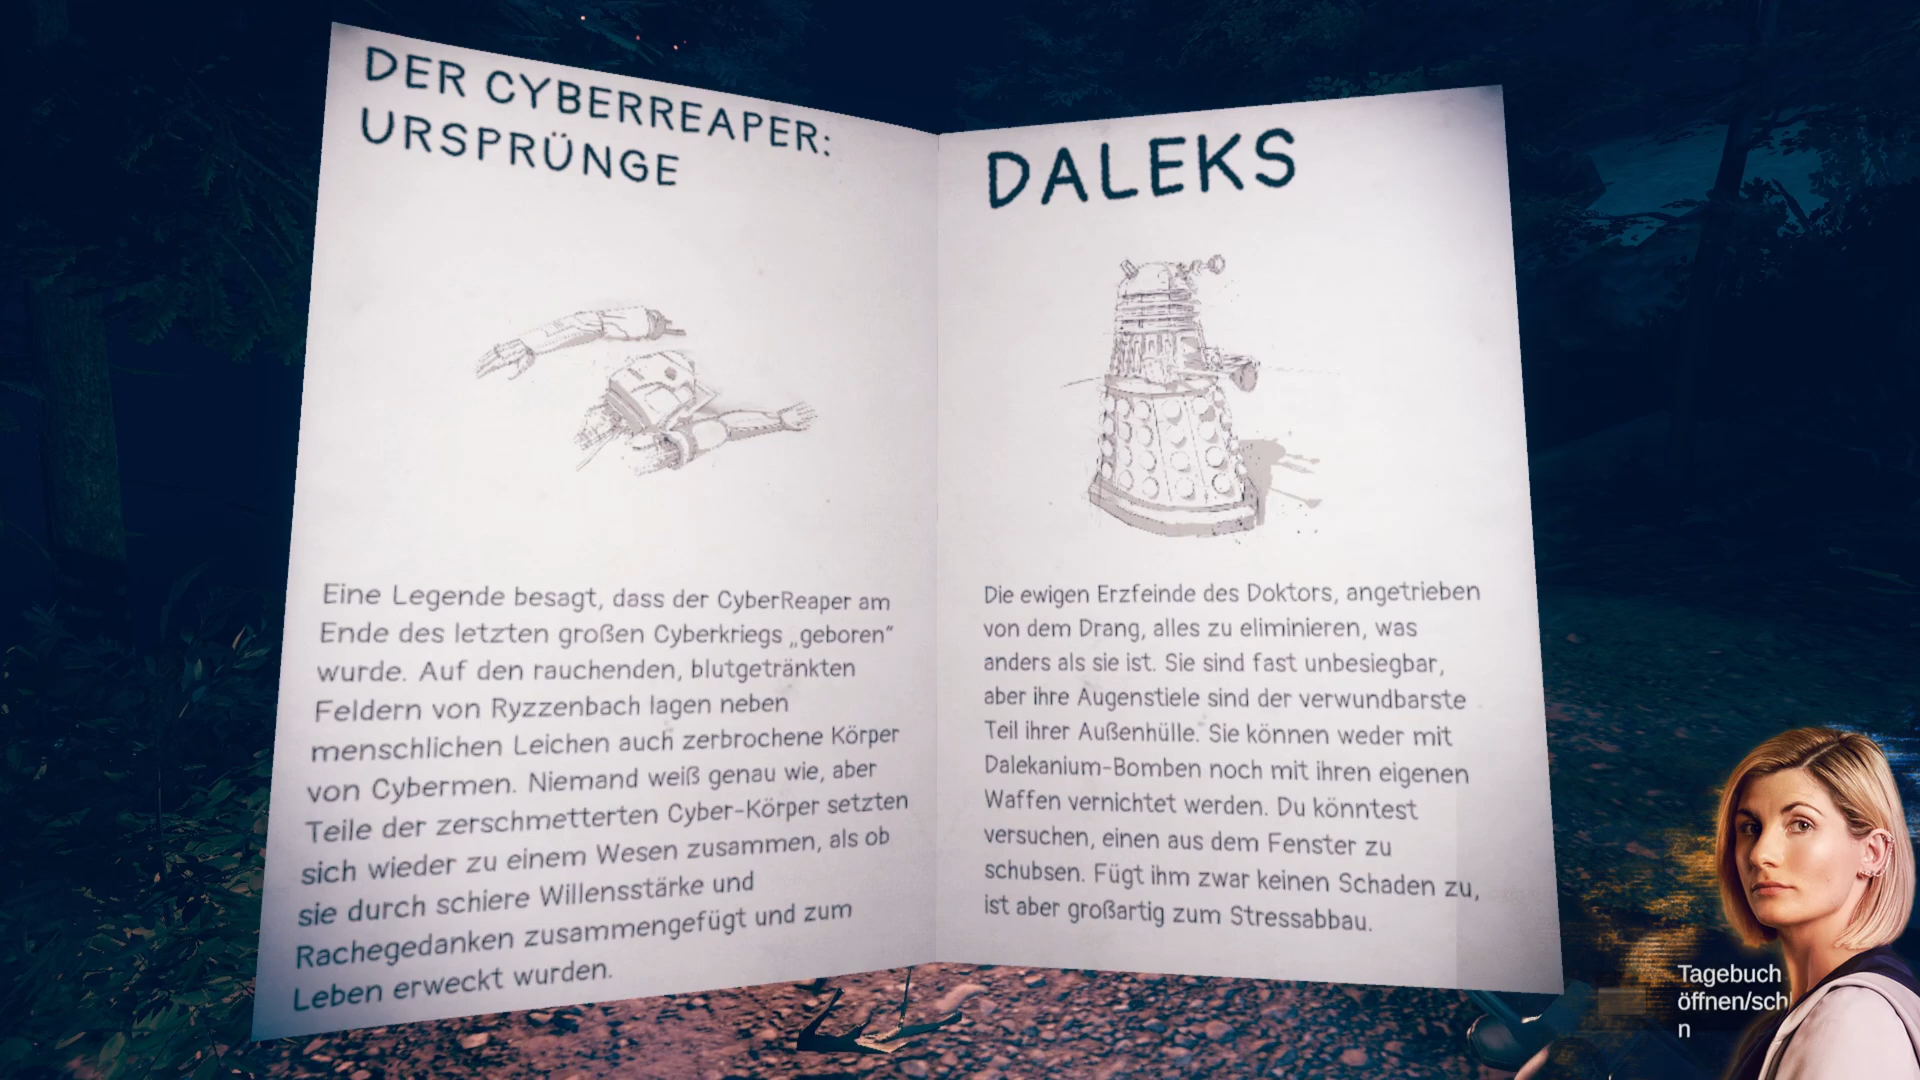 DER CYBERREAPER:
URSPRÜNGE
Eine Legende besagt, dass der CyberReaper am
Ende des letzten großen Cyberkriegs „geboren“
wurde. Auf den rauchenden, blutgetränkten
Feldern von Ryzzenbach lagen neben
menschlichen Leichen auch zerbrochene Körper
von Cybermen. Niemand weiß genau wie, aber
Teile der zerschmetterten Cyber-Körper setzten
sich wieder zu einem Wesen zusammen, als ob
sie durch schiere Willensstärke und
Rachegedanken zusammengefügt und zum
Leben erweckt wurden.
DALEKS
Die ewigen Erzfeinde des Doktors, angetrieben
von dem Drang, alles zu eliminieren, was
anders als sie ist. Sie sind fast unbesiegbar,
aber ihre Augenstiele sind der verwundbarste
Teil ihrer Außenhülle. Sie können weder mit
Dalekanium-Bomben noch mit ihren eigenen
Waffen vernichtet werden. Du könntest
versuchen, einen aus dem Fenster zu
schubsen. Fügt ihm zwar keinen Schaden zu,
ist aber großartig zum Stressabbau.
Tagebuch
öffnen/sch
n